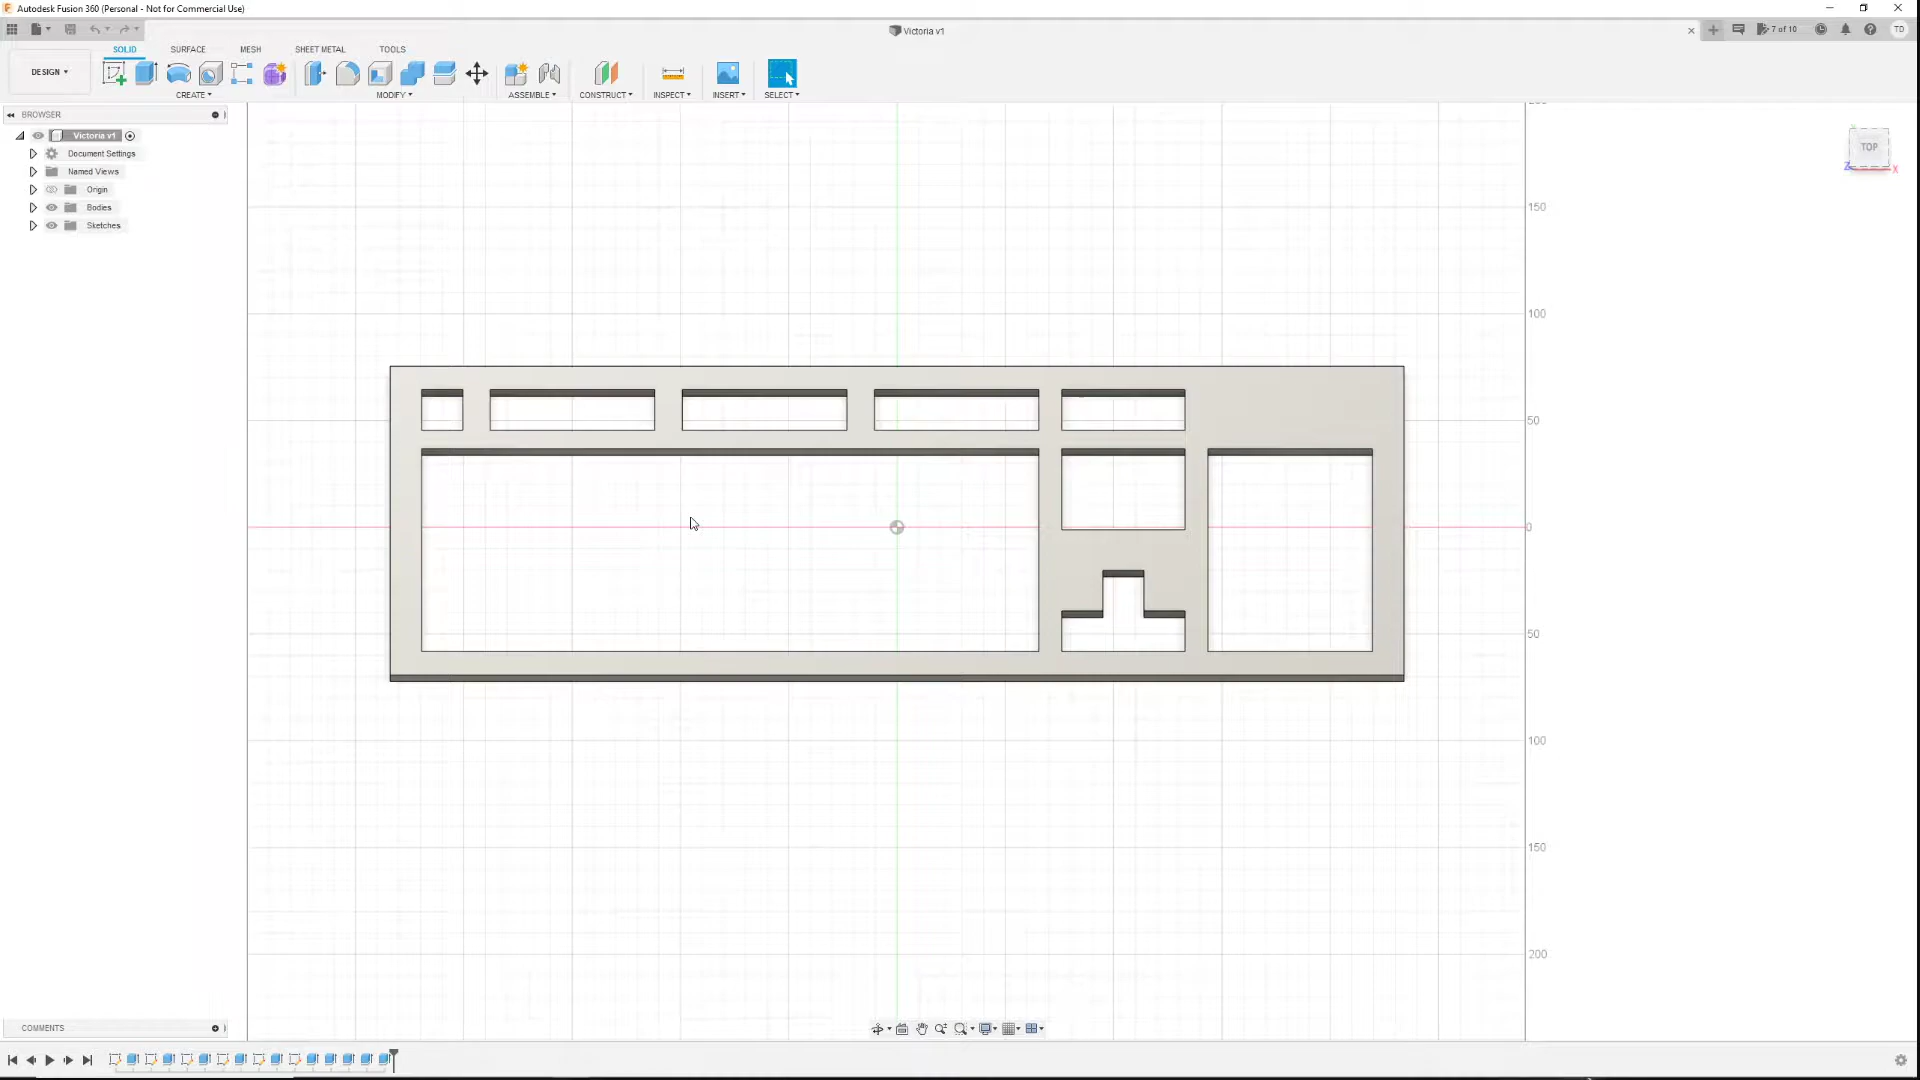 Autodesk Fusion 360 (Personal - Not for Commercial Use)
Victoria v1
7 of 10
TD
DESIGN
SOLID
SURFACE
MESH
SHEET METAL
TOOLS
CREATE
MODIFY
ASSEMBLE
CONSTRUCT
INSPECT
INSERT
SELECT
BROWSER
Victoria v1
Document Settings
Named Views
Origin
Bodies
Sketches
TOP
Z
X
150
100
50
0
50
100
150
200
COMMENTS